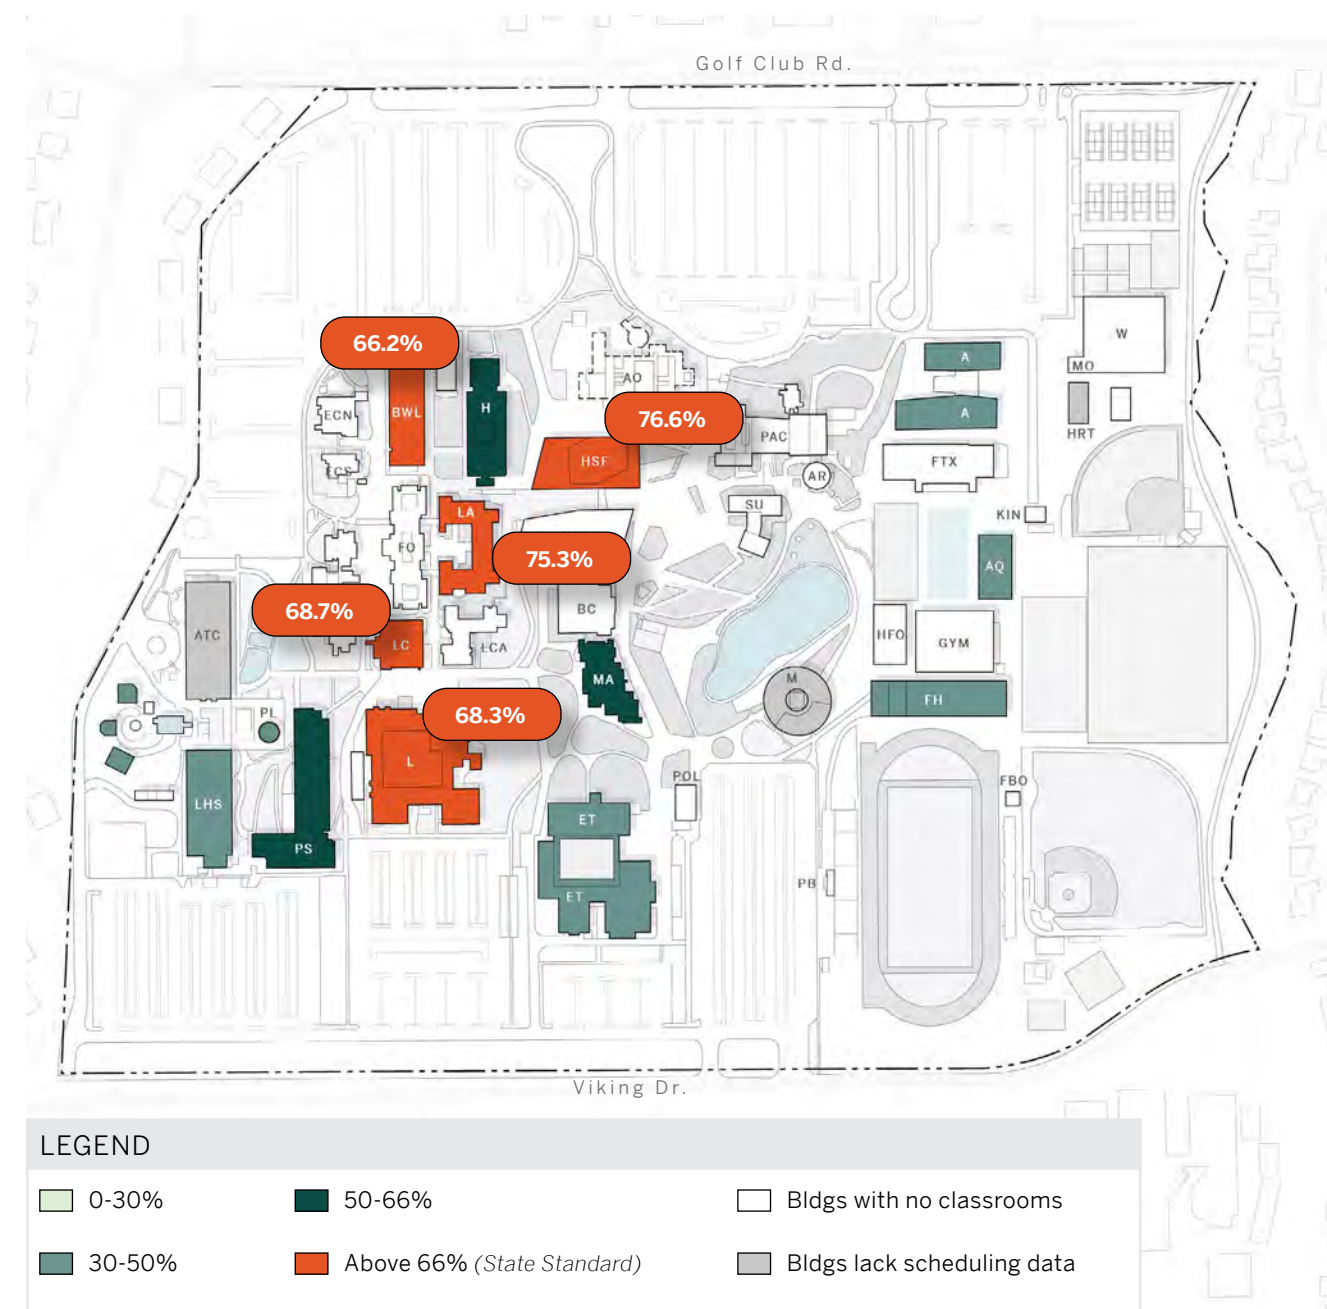 Golf Club Rd.
66.2%
W
A
MO
AO
ECN
BWL
H
76.6%
A
PAC
HRT
HSF
FTX
ECS
AR
LA
SU
KIN
FO
75.3%
AQ
68.7%
BC
ATC
LC
LCA
HFO
GYM
MA
M
FH
PL
68.3%
L
POL
FBO
LHS
ET
PS
PB
ET
Viking Dr.
LEGEND
0-30%
50-66%
Bldgs with no classrooms
30-50%
Above 66% (State Standard)
Bldgs lack scheduling data